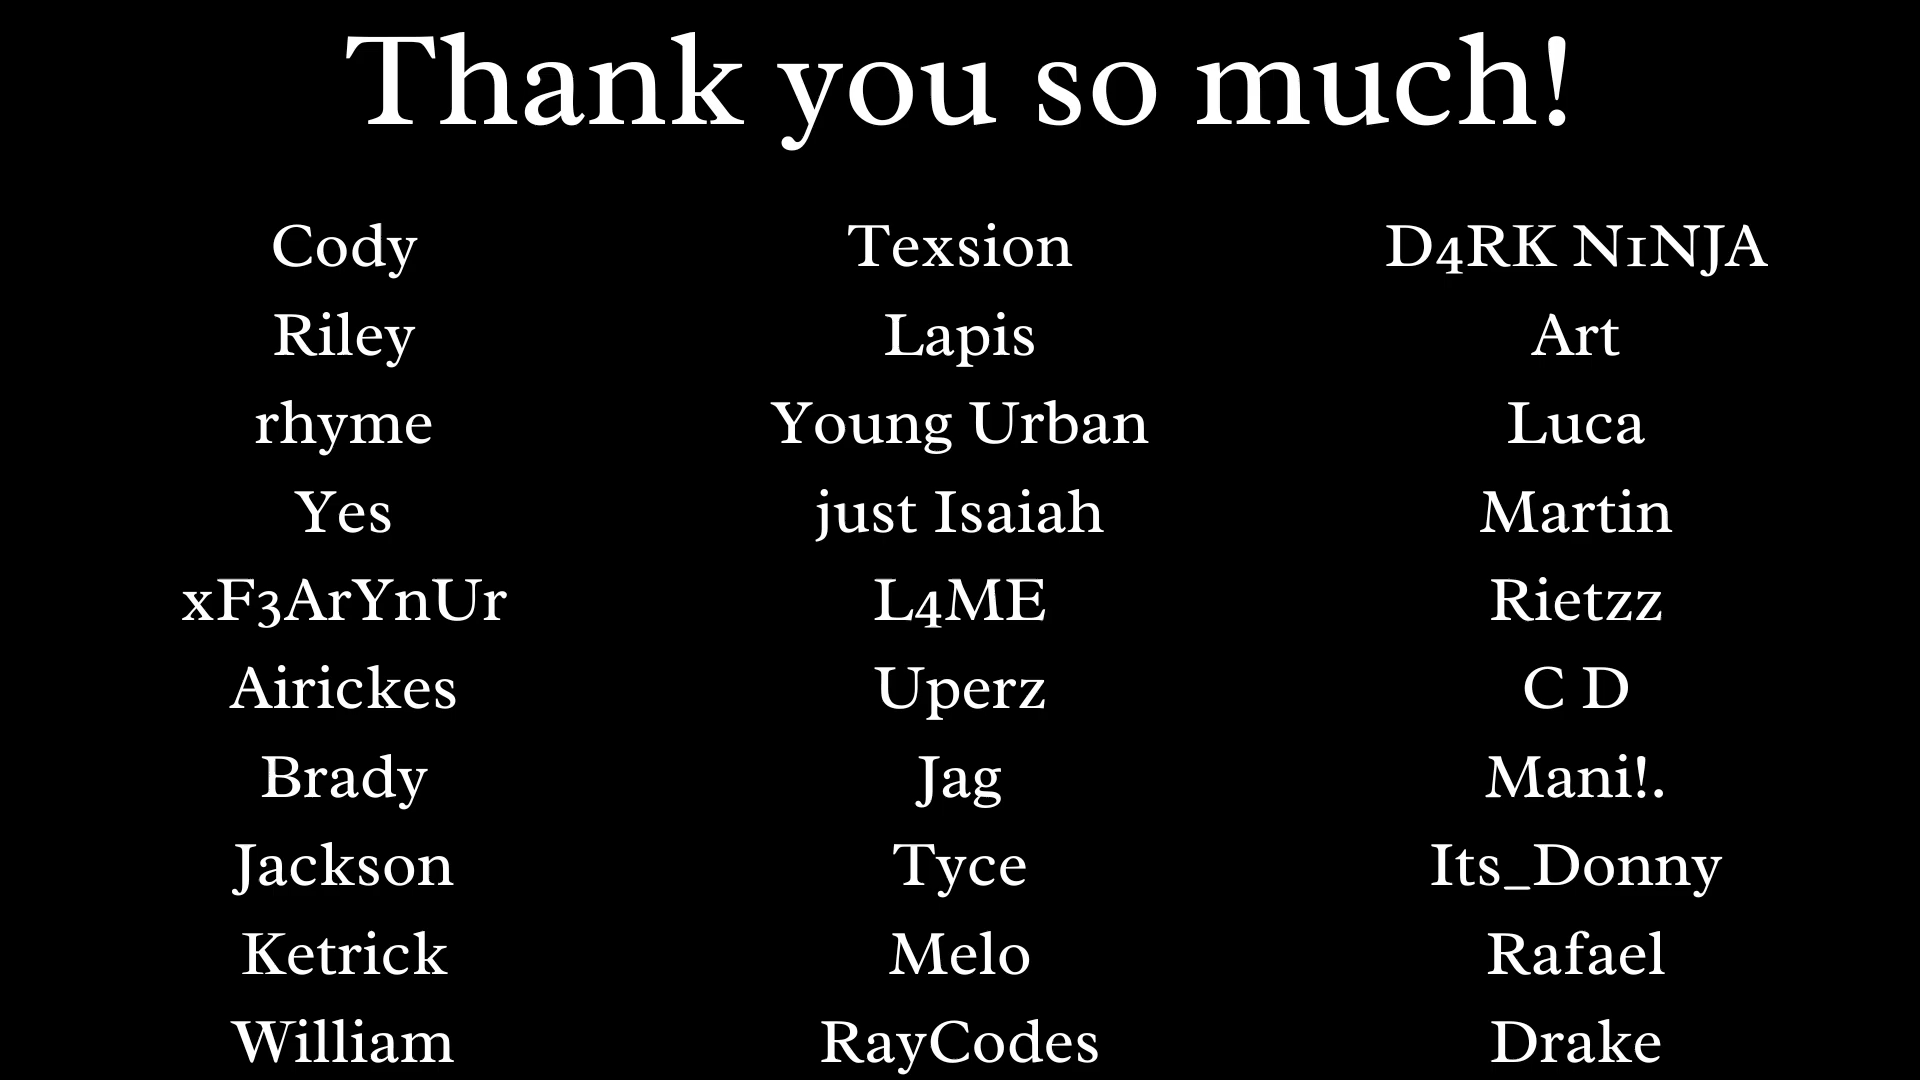 Thank you so much!
Cody
Riley
rhyme
Yes
xF3ArYnUr
Airickes
Brady
Jackson
Ketrick
William
Texsion
Lapis
Young Urban
just Isaiah
L4ME
Uperz
Jag
Tyce
Melo
RayCodes
D4RK N1NJA
Art
Luca
Martin
Rietzz
C D
Mani!.
Its_Donny
Rafael
Drake